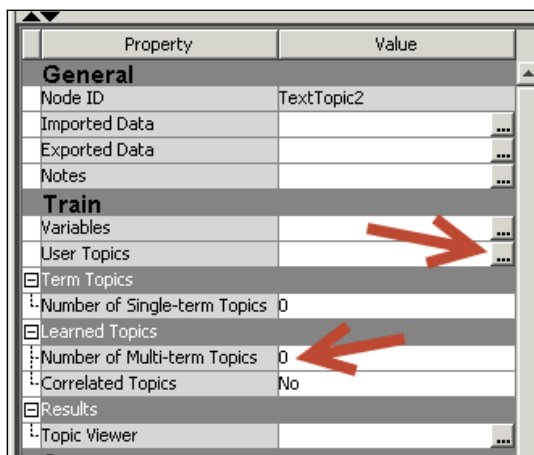 Property Value
General
Node ID TextTopic2
Imported Data ...
Exported Data ...
Notes ...
Train
Variables ...
User Topics ...
Term Topics
Number of Single-term Topics 0
Learned Topics
Number of Multi-term Topics 0
Correlated Topics No
Results
Topic Viewer ...